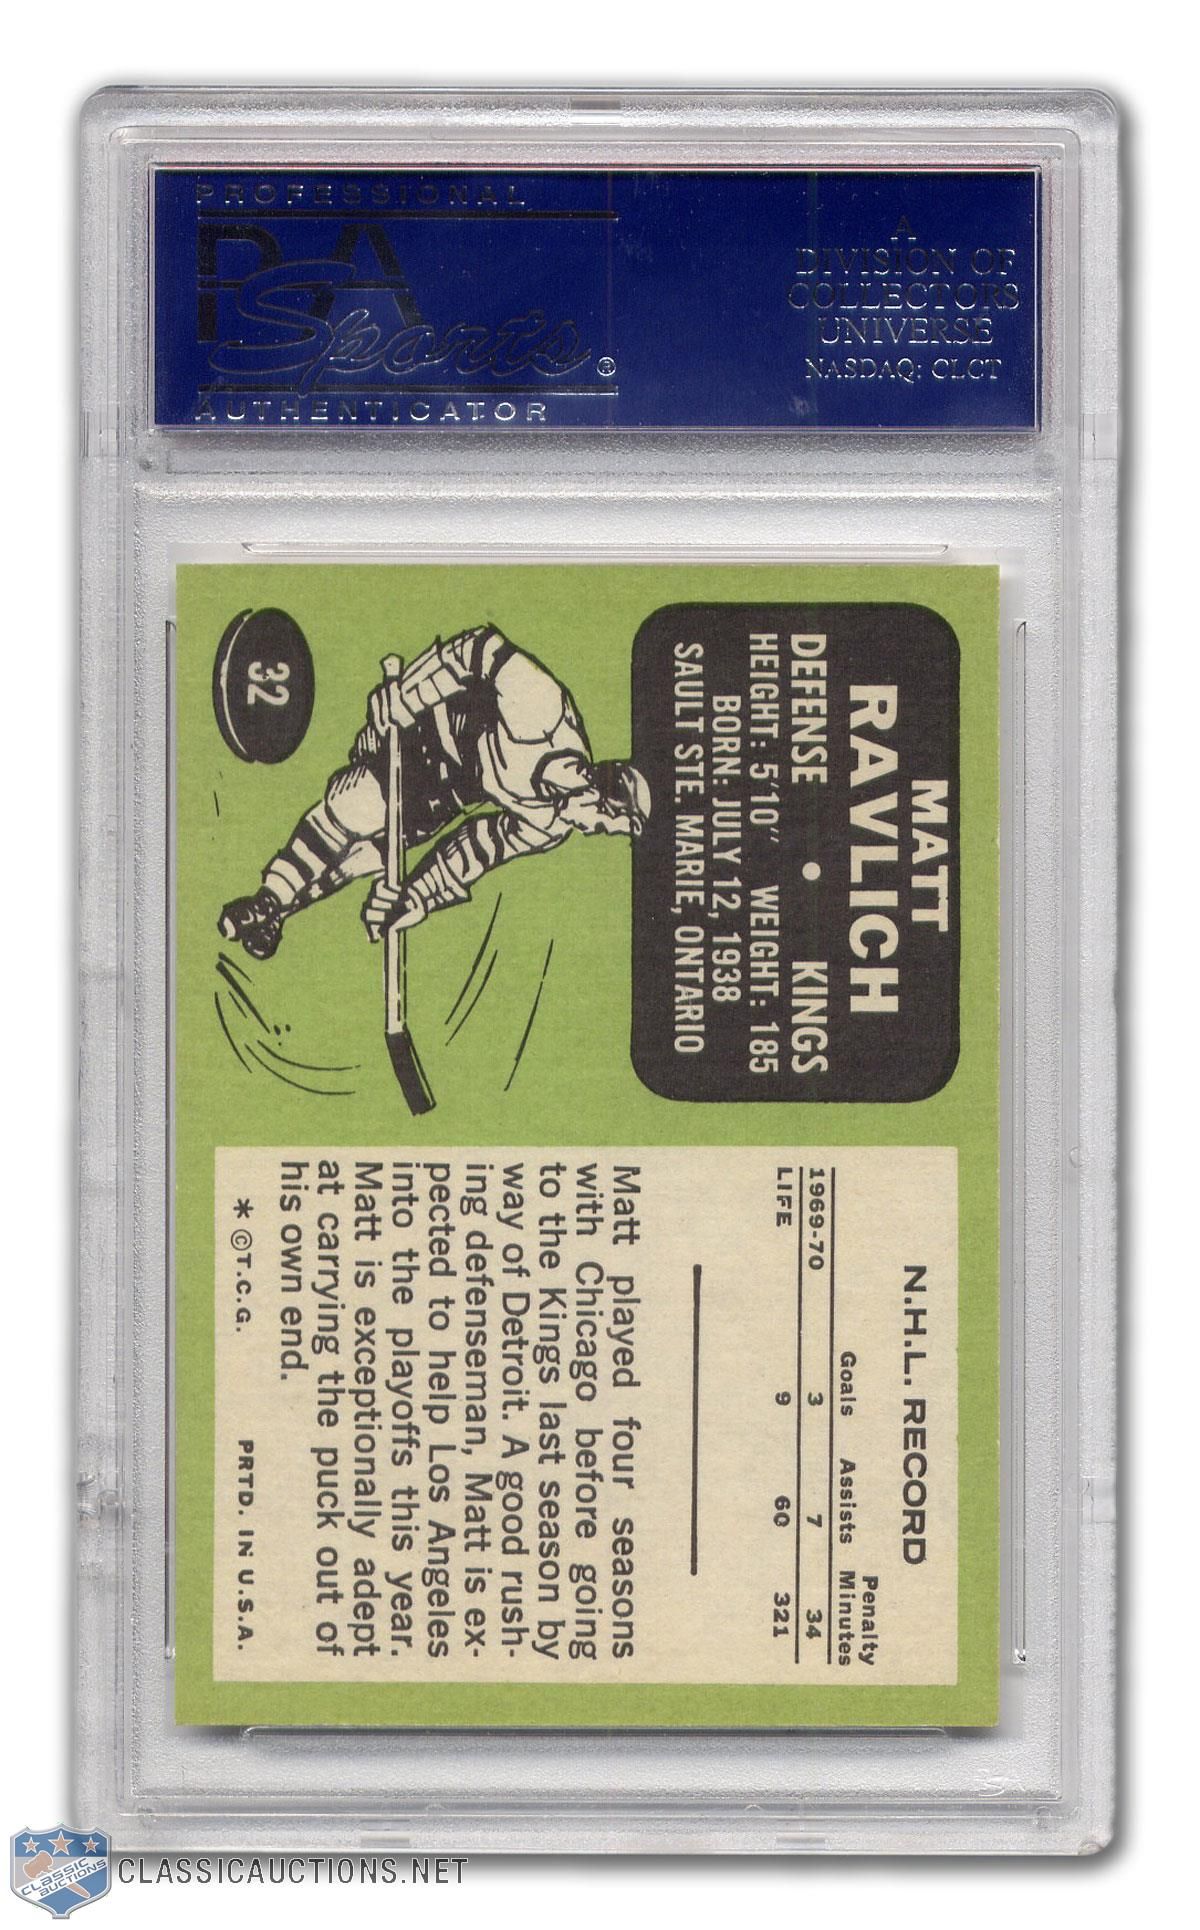 PROFESSIONAL
PSA
Sports ®
AUTHENTICATOR
A
DIVISION OF
COLLECTORS
UNIVERSE
NASDAQ: CLCT
MATT
RAVLICH
DEFENSE • KINGS
HEIGHT: 5'10" WEIGHT: 185
BORN: JULY 12, 1938
SAULT STE. MARIE, ONTARIO
32
N.H.L. RECORD
Goals Assists Penalty Minutes
1969-70 3 7 34
LIFE 9 60 321
Matt played four seasons
with Chicago before going
to the Kings last season by
way of Detroit. A good rush-
ing defenseman, Matt is ex-
pected to help Los Angeles
into the playoffs this year.
Matt is exceptionally adept
at carrying the puck out of
his own end.
* © T.C.G. PRTD. IN U.S.A.
CLASSIC
AUCTIONS
CLASSICAUCTIONS.NET